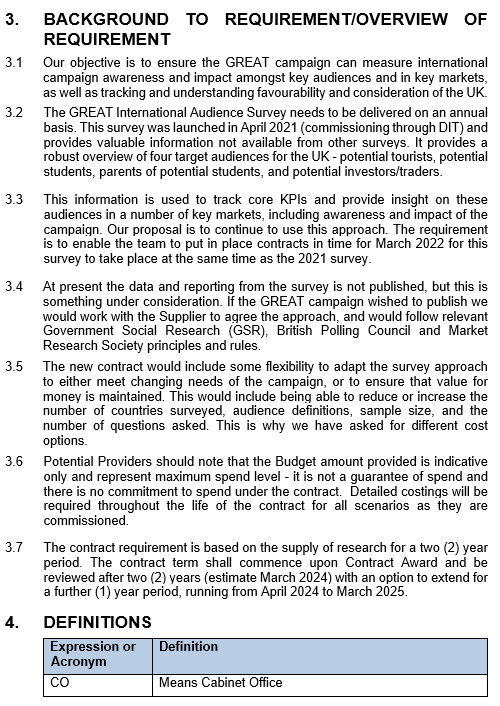 3. BACKGROUND TO REQUIREMENT/OVERVIEW OF
REQUIREMENT
3.1 Our objective is to ensure the GREAT campaign can measure international
campaign awareness and impact amongst key audiences and in key markets,
as well as tracking and understanding favourability and consideration of the UK.
3.2 The GREAT International Audience Survey needs to be delivered on an annual
basis. This survey was launched in April 2021 (commissioning through DIT) and
provides valuable information not available from other surveys. It provides a
robust overview of four target audiences for the UK - potential tourists, potential
students, parents of potential students, and potential investors/traders.
3.3 This information is used to track core KPIs and provide insight on these
audiences in a number of key markets, including awareness and impact of the
campaign. Our proposal is to continue to use this approach. The requirement
is to enable the team to put in place contracts in time for March 2022 for this
survey to take place at the same time as the 2021 survey.
3.4 At present the data and reporting from the survey is not published, but this is
something under consideration. If the GREAT campaign wished to publish we
would work with the Supplier to agree the approach, and would follow relevant
Government Social Research (GSR), British Polling Council and Market
Research Society principles and rules.
3.5 The new contract would include some flexibility to adapt the survey approach
to either meet changing needs of the campaign, or to ensure that value for
money is maintained. This would include being able to reduce or increase the
number of countries surveyed, audience definitions, sample size, and the
number of questions asked. This is why we have asked for different cost
options.
3.6 Potential Providers should note that the Budget amount provided is indicative
only and represent maximum spend level - it is not a guarantee of spend and
there is no commitment to spend under the contract. Detailed costings will be
required throughout the life of the contract for all scenarios as they are
commissioned.
3.7 The contract requirement is based on the supply of research for a two (2) year
period. The contract term shall commence upon Contract Award and be
reviewed after two (2) years (estimate March 2024) with an option to extend for
a further (1) year period, running from April 2024 to March 2025.
4. DEFINITIONS
Expression or Definition
Acronym
CO Means Cabinet Office